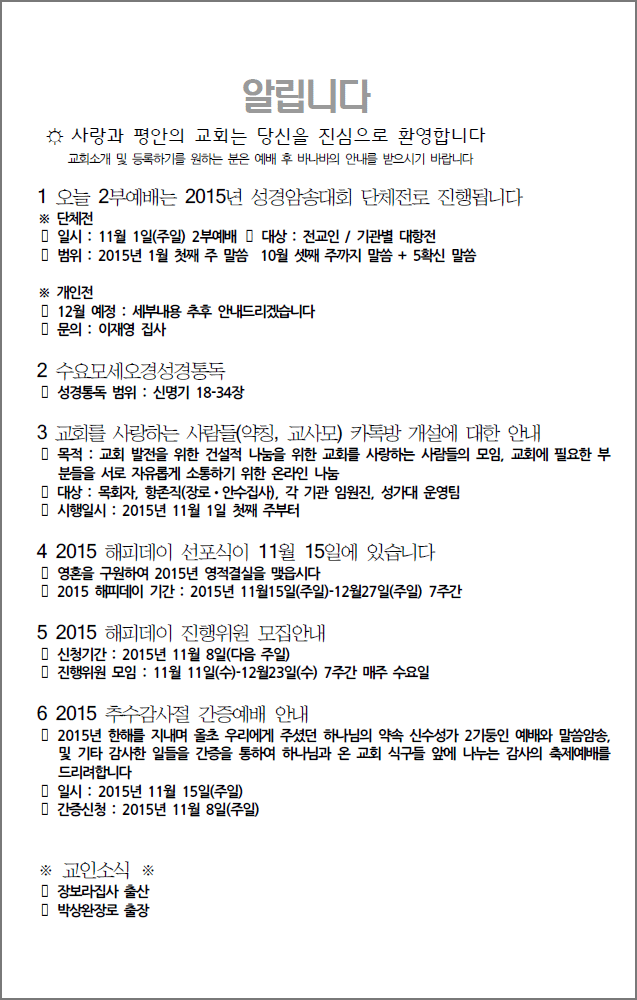 알립니다
☼ 사랑과 평안의 교회는 당신을 진심으로 환영합니다
교회소개 및 등록하기를 원하는 분은 예배 후 바나바의 안내를 받으시기 바랍니다
1 오늘 2부예배는 2015년 성경암송대회 단체전로 진행됩니다
※ 단체전
▯ 일시 : 11월 1일(주일) 2부예배 ▯ 대상 : 전교인 / 기관별 대항전
▯ 범위 : 2015년 1월 첫째 주 말씀  10월 셋째 주까지 말씀 + 5확신 말씀
※ 개인전
▯ 12월 예정 : 세부내용 추후 안내드리겠습니다
▯ 문의 : 이재영 집사
2 수요모세오경성경통독
▯ 성경통독 범위 : 신명기 18-34장
3 교회를 사랑하는 사람들(약칭, 교사모) 카톡방 개설에 대한 안내
▯ 목적 : 교회 발전을 위한 건설적 나눔을 위한 교회를 사랑하는 사람들의 모임, 교회에 필요한 부
분들을 서로 자유롭게 소통하기 위한 온라인 나눔
▯ 대상 : 목회자, 항존직(장로·안수집사), 각 기관 임원진, 성가대 운영팀
▯ 시행일시 : 2015년 11월 1일 첫째 주부터
4 2015 해피데이 선포식이 11월 15일에 있습니다
▯ 영혼을 구원하여 2015년 영적결실을 맺읍시다
▯ 2015 해피데이 기간 : 2015년 11월15일(주일)-12월27일(주일) 7주간
5 2015 해피데이 진행위원 모집안내
▯ 신청기간 : 2015년 11월 8일(다음 주일)
▯ 진행위원 모임 : 11월 11일(수)-12월23일(수) 7주간 매주 수요일
6 2015 추수감사절 간증예배 안내
▯ 2015년 한해를 지내며 올초 우리에게 주셨던 하나님의 약속 신수성가 2기둥인 예배와 말씀암송,
및 기타 감사한 일들을 간증을 통하여 하나님과 온 교회 식구들 앞에 나누는 감사의 축제예배를
드리려합니다
▯ 일시 : 2015년 11월 15일(주일)
▯ 간증신청 : 2015년 11월 8일(주일)
※ 교인소식 ※
▯ 장보라집사 출산
▯ 박상완장로 출장